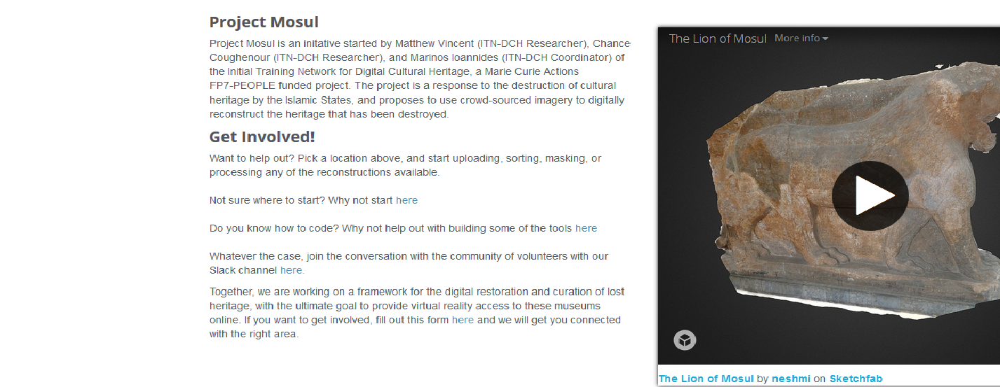 Project Mosul
Project Mosul is an initative started by Matthew Vincent (ITN-DCH Researcher), Chance
Coughenour (ITN-DCH Researcher), and Marinos Ioannides (ITN-DCH Coordinator) of
the Initial Training Network for Digital Cultural Heritage, a Marie Curie Actions
FP7-PEOPLE funded project. The project is a response to the destruction of cultural
heritage by the Islamic States, and proposes to use crowd-sourced imagery to digitally
reconstruct the heritage that has been destroyed.
Get Involved!
Want to help out? Pick a location above, and start uploading, sorting, masking, or
processing any of the reconstructions available.
Not sure where to start? Why not start here
Do you know how to code? Why not help out with building some of the tools here
Whatever the case, join the conversation with the community of volunteers with our
Slack channel here.
Together, we are working on a framework for the digital restoration and curation of lost
heritage, with the ultimate goal to provide virtual reality access to these museums
online. If you want to get involved, fill out this form here and we will get you connected
with the right area.
The Lion of Mosul More info
The Lion of Mosul by neshmi on Sketchfab